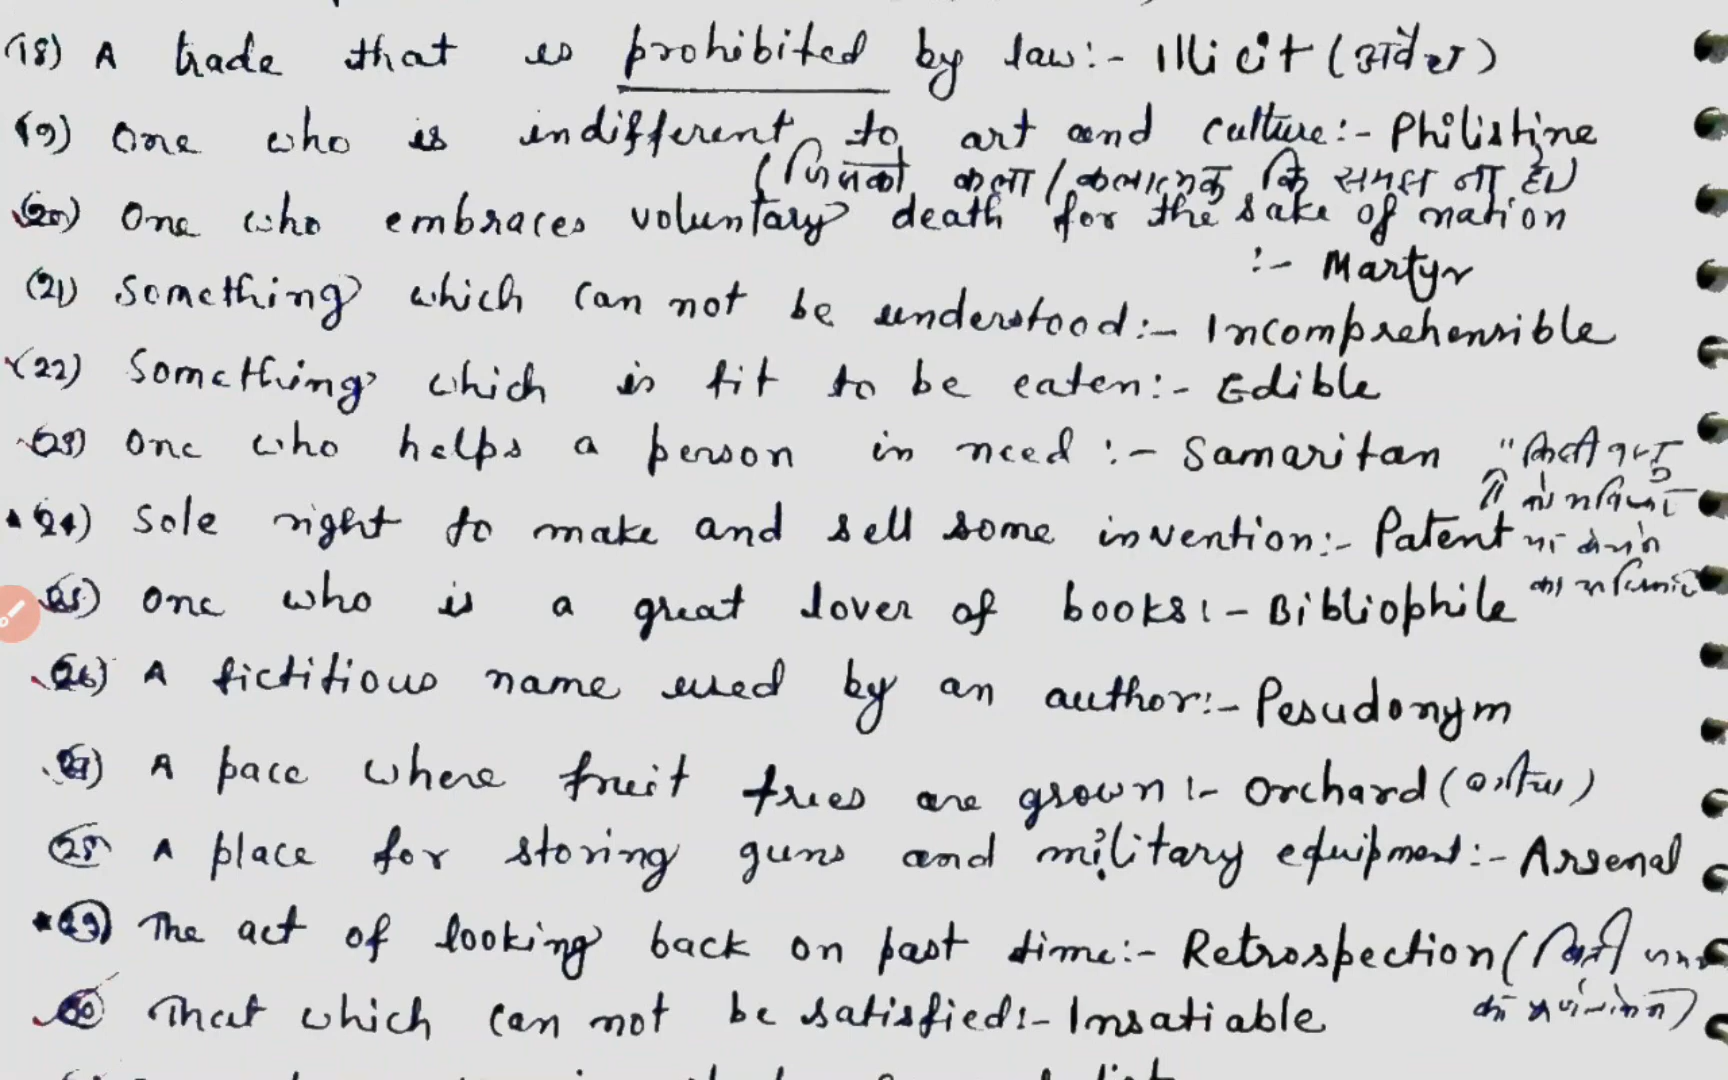 (18) A trade that is prohibited by law:- Illicit (अवैध)
(19) One who is indifferent to art and culture:- Philistine
(जिसको कला / कलात्मक कि समझ ना हो)
(20) One who embraces voluntary death for the sake of nation
:- Martyr
(21) Something which can not be understood:- Incomprehensible
(22) Something which is fit to be eaten:- Edible
(23) One who helps a person in need :- Samaritan
(24) Sole right to make and sell some invention:- Patent
(25) One who is a great lover of books:- Bibliophile
(26) A fictitious name used by an author:- Pesudonym
(27) A pace where fruit trees are grown:- Orchard
(28) A place for storing guns and military equipment:- Arsenal
(29) The act of looking back on past time:- Retrospection
(30) That which can not be satisfied:- Insatiable